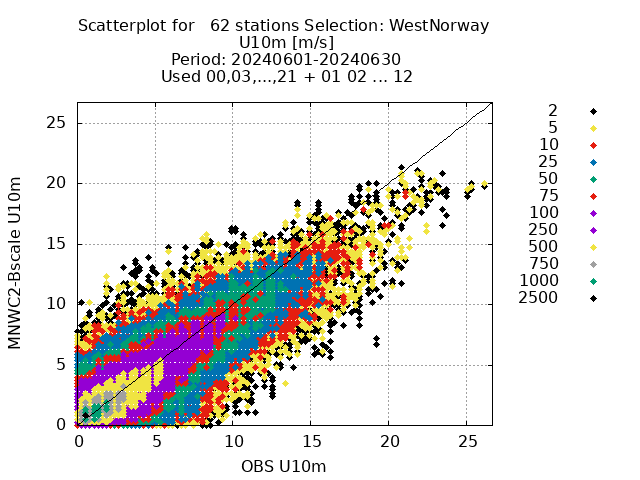 Scatterplot for   62 stations Selection: WestNorway
U10m [m/s]
Period: 20240601-20240630
Used 00,03,...,21 + 01 02 ... 12
2
5
10
25
50
75
100
250
500
750
1000
2500
MNWC2-Bscale U10m
25
20
15
10
5
0
0 5 10 15 20 25
OBS U10m